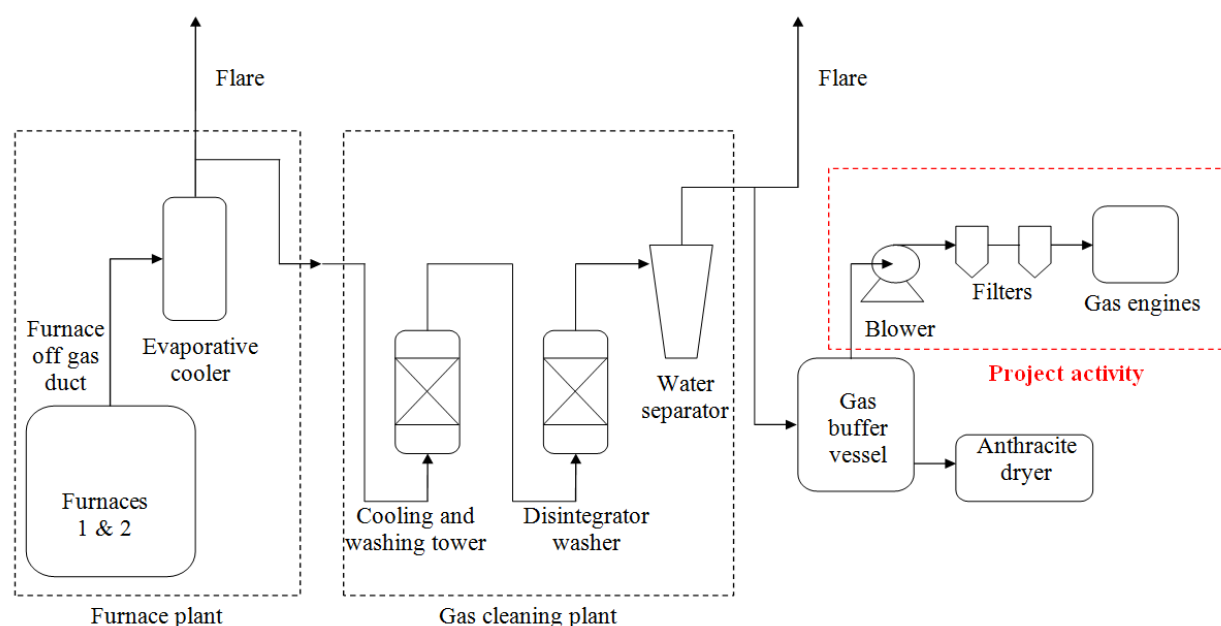 Flare
Flare
Furnace
off gas
duct
Evaporative
cooler
Furnaces
1 & 2
Furnace plant
Cooling and
washing tower
Disintegrator
washer
Water
separator
Gas cleaning plant
Blower
Filters
Gas engines
Project activity
Gas
buffer
vessel
Anthracite
dryer